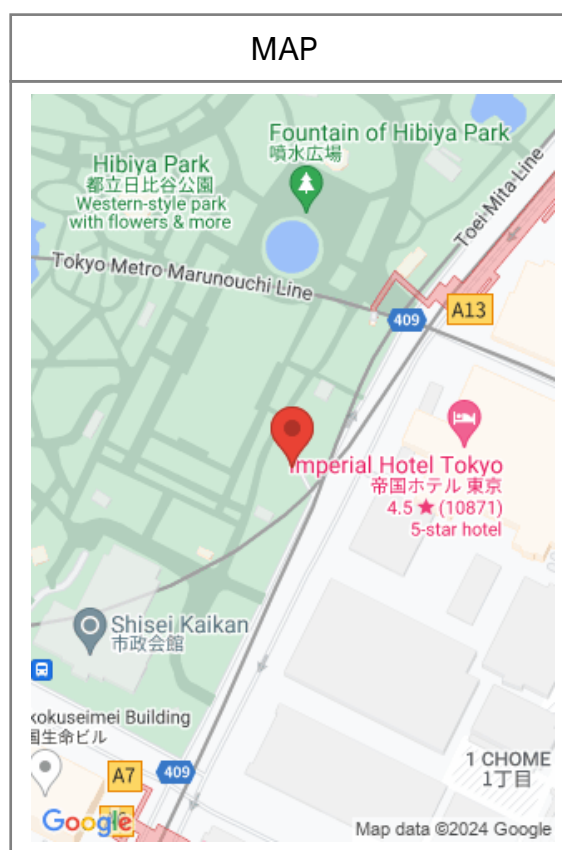 MAP
Fountain of Hibiya Park
噴水広場
Hibiya Park
都立日比谷公園
Western-style park
with flowers & more
Toei Mita Line
Tokyo Metro Marunouchi Line
A13
409
Imperial Hotel Tokyo
帝国ホテル 東京
4.5 ★ (10871)
5-star hotel
Shisei Kaikan
市政会館
kokuseimei Building
国生命ビル
1 CHOME
1丁目
A7
409
Google
Map data ©2024 Google